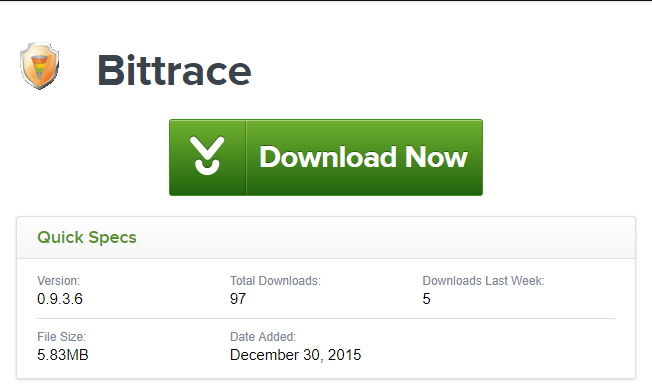 Bittrace
Download Now
Quick Specs
Version:
0.9.3.6
Total Downloads:
97
Downloads Last Week:
5
File Size:
5.83MB
Date Added:
December 30, 2015